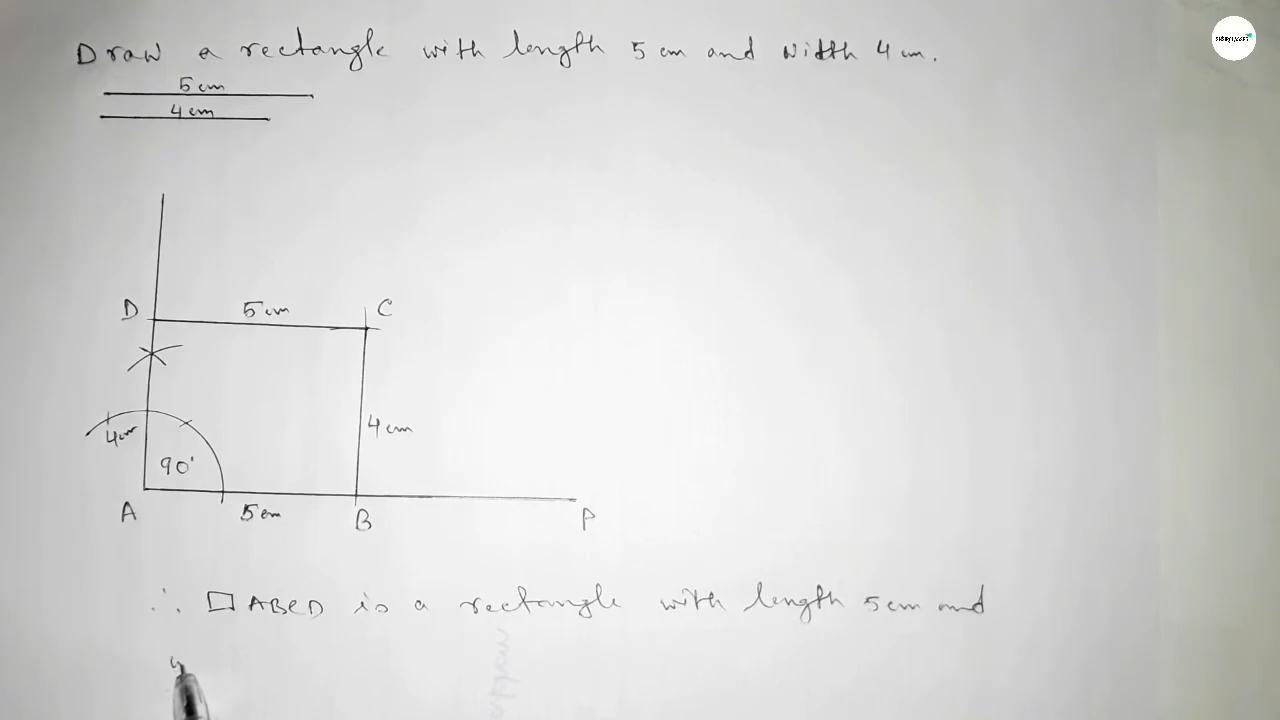 Draw a rectangle with length 5 cm and width 4 cm.
5 cm
4 cm
D 5 cm C
4 cm 4 cm
90°
A 5 cm B P
∴ □ ABCD is a rectangle with length 5 cm and